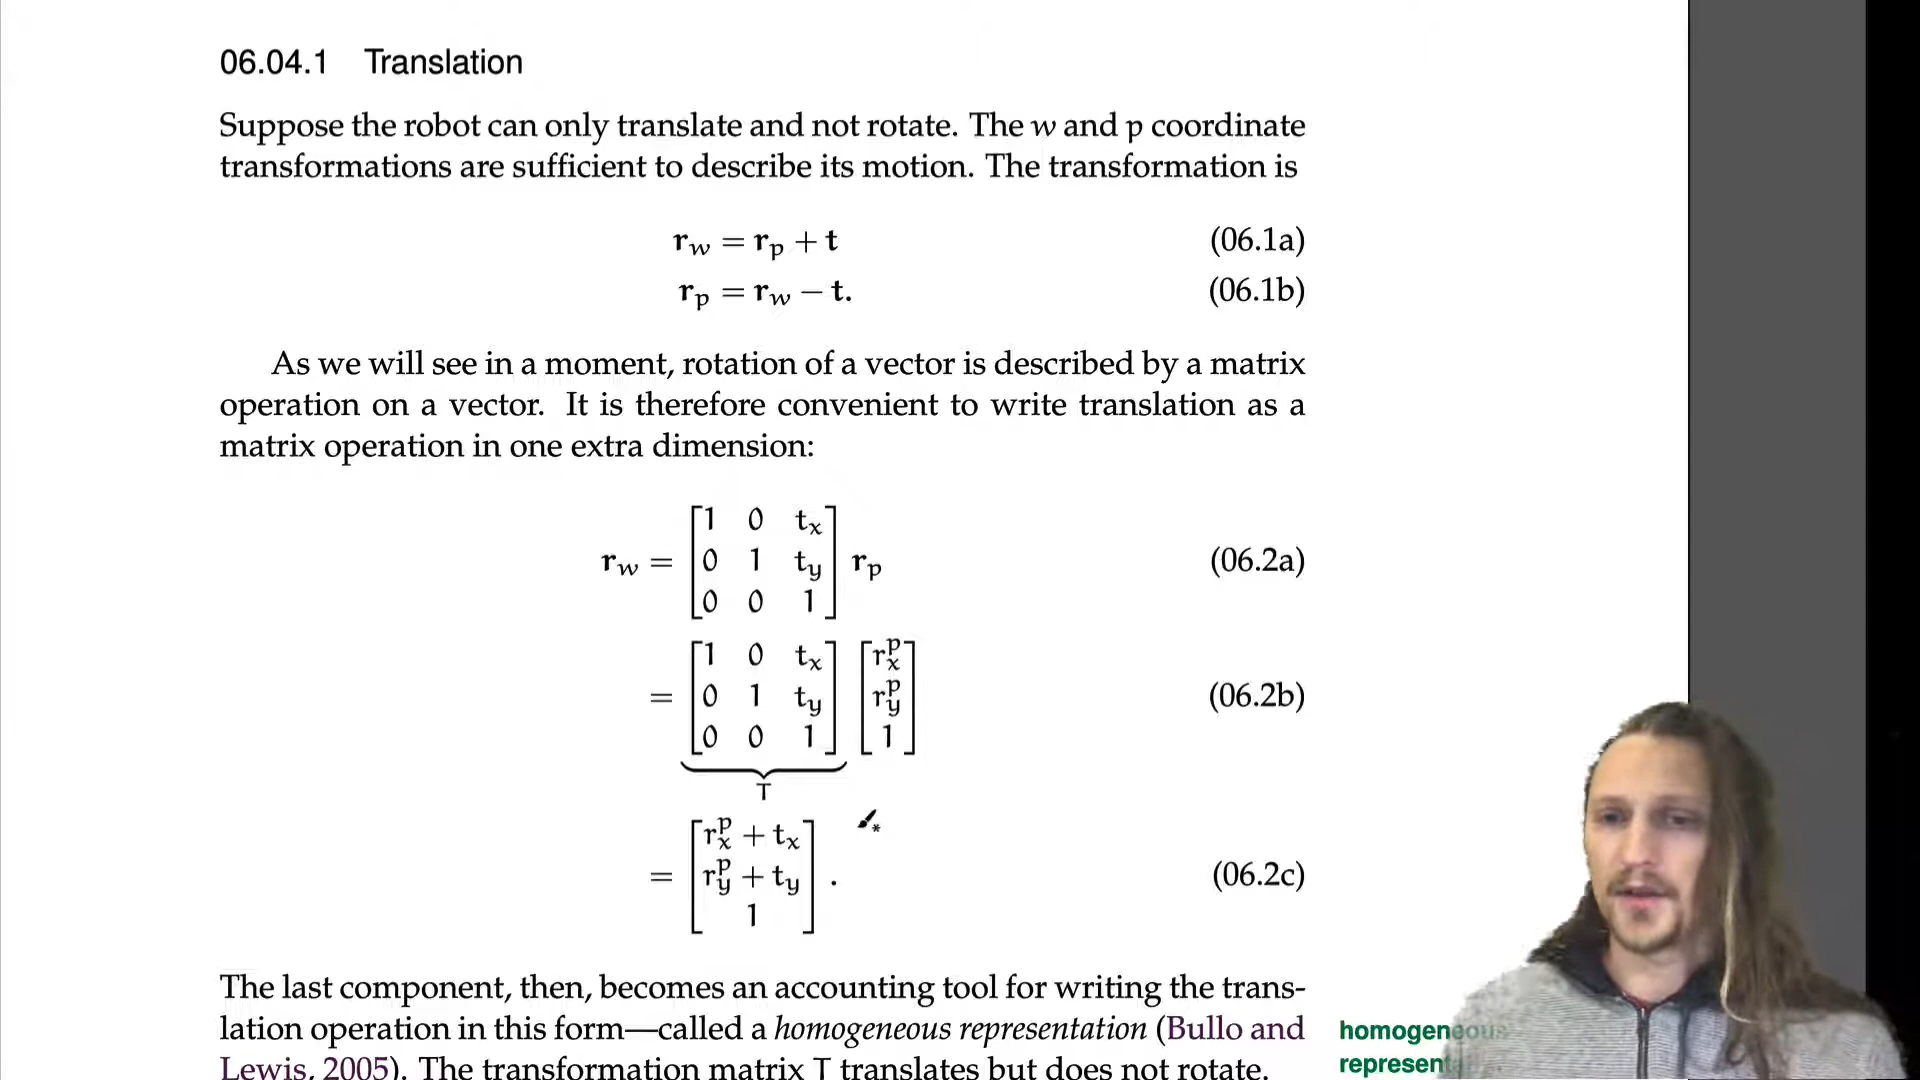 06.04.1 Translation
Suppose the robot can only translate and not rotate. The w and p coordinate
transformations are sufficient to describe its motion. The transformation is
r_w = r_p + t (06.1a)
r_p = r_w − t. (06.1b)
As we will see in a moment, rotation of a vector is described by a matrix
operation on a vector. It is therefore convenient to write translation as a
matrix operation in one extra dimension:
1 0 t_x
r_w = 0 1 t_y r_p (06.2a)
0 0 1
1 0 t_x r_x^p
= 0 1 t_y r_y^p (06.2b)
0 0 1 1
T
r_x^p + t_x
= r_y^p + t_y . (06.2c)
1
The last component, then, becomes an accounting tool for writing the trans-
lation operation in this form—called a homogeneous representation (Bullo and
Lewis, 2005). The transformation matrix T translates but does not rotate.
homogeneous
represent